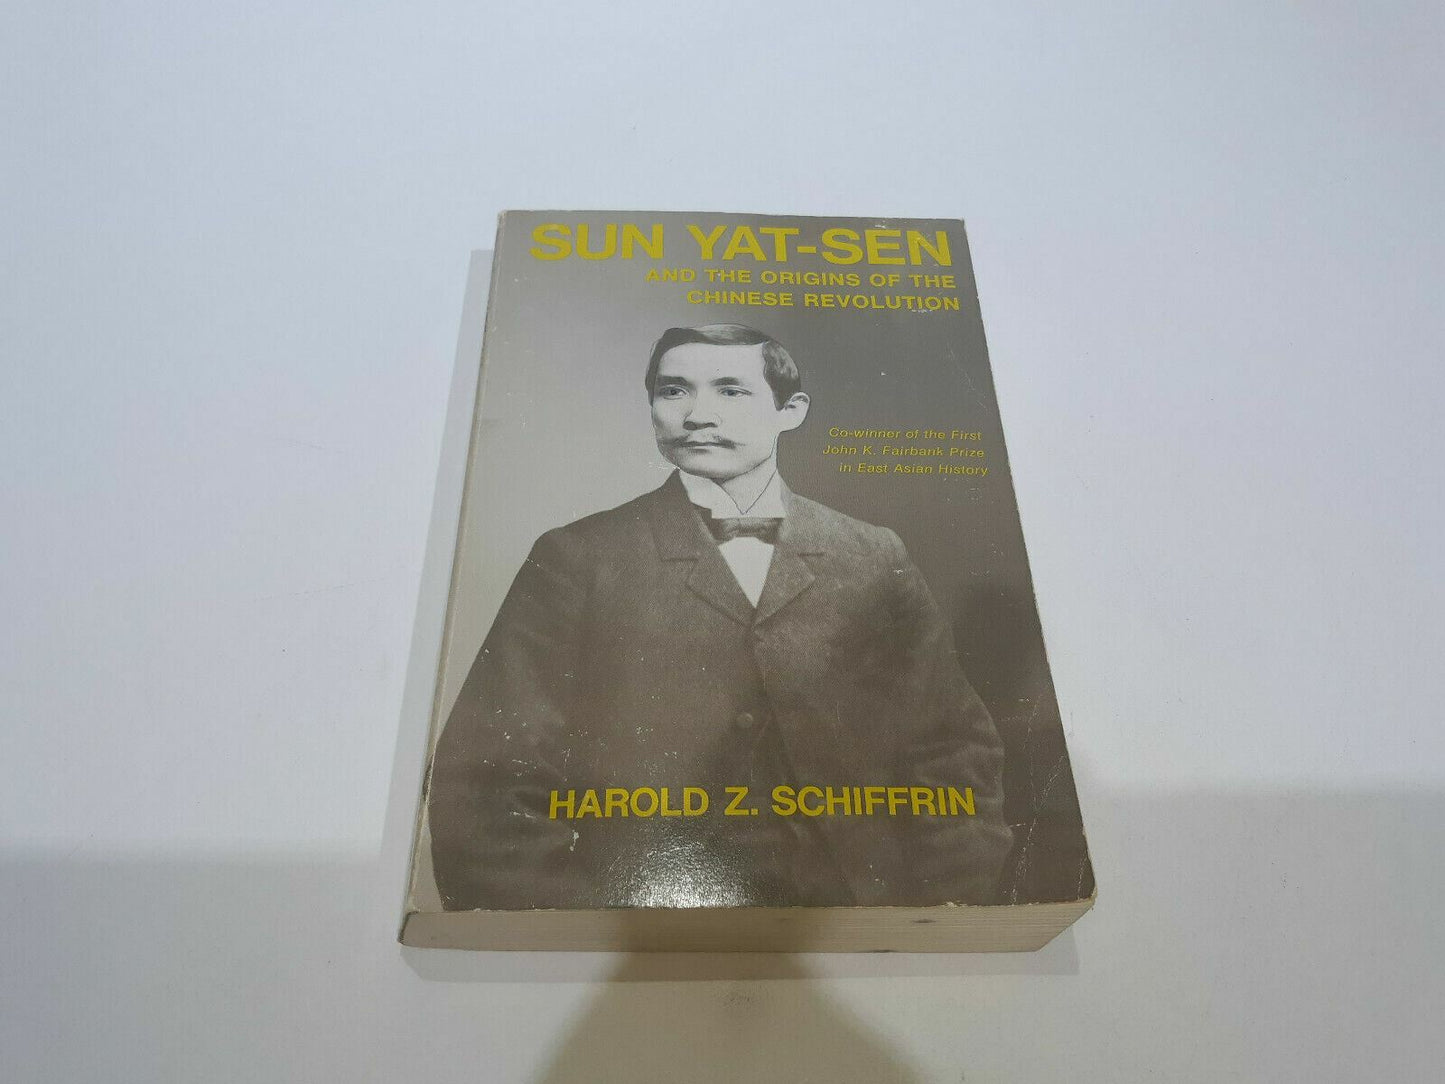 SUN YAT-SEN
AND THE ORIGINS OF THE
CHINESE REVOLUTION
Co-winner of the First
John K. Fairbank Prize
in East Asian History
HAROLD Z. SCHIFFRIN